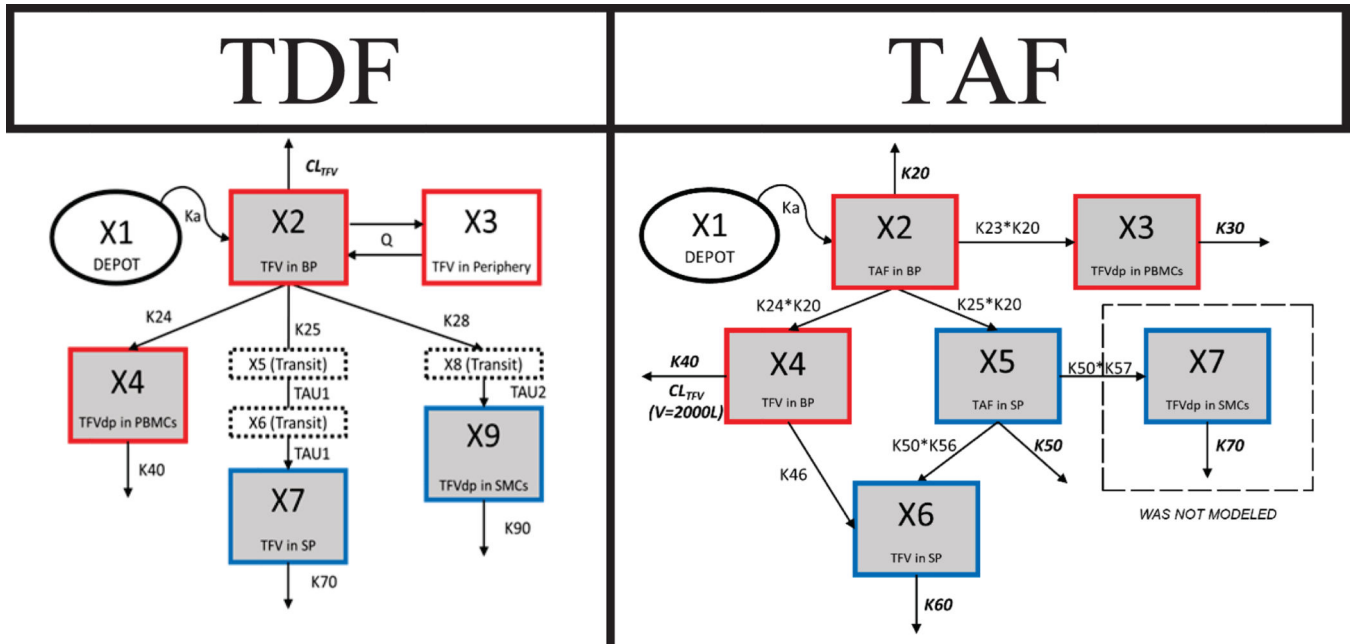 TDF
TAF
CL_TFV
X1
DEPOT
Ka
X2
TFV in BP
Q
X3
TFV in Periphery
K24
K25
K28
X4
TFVdp in PBMCs
K40
X5 (Transit)
TAU1
X6 (Transit)
TAU1
X7
TFV in SP
K70
X8 (Transit)
TAU2
X9
TFVdp in SMCs
K90
K20
X1
DEPOT
Ka
X2
TAF in BP
K23*K20
X3
TFVdp in PBMCs
K30
K24*K20
K25*K20
K40
CL_TFV
(V=2000L)
X4
TFV in BP
X5
TAF in SP
K50*K57
X7
TFVdp in SMCs
K70
K46
K50*K56
K50
X6
TFV in SP
K60
WAS NOT MODELED